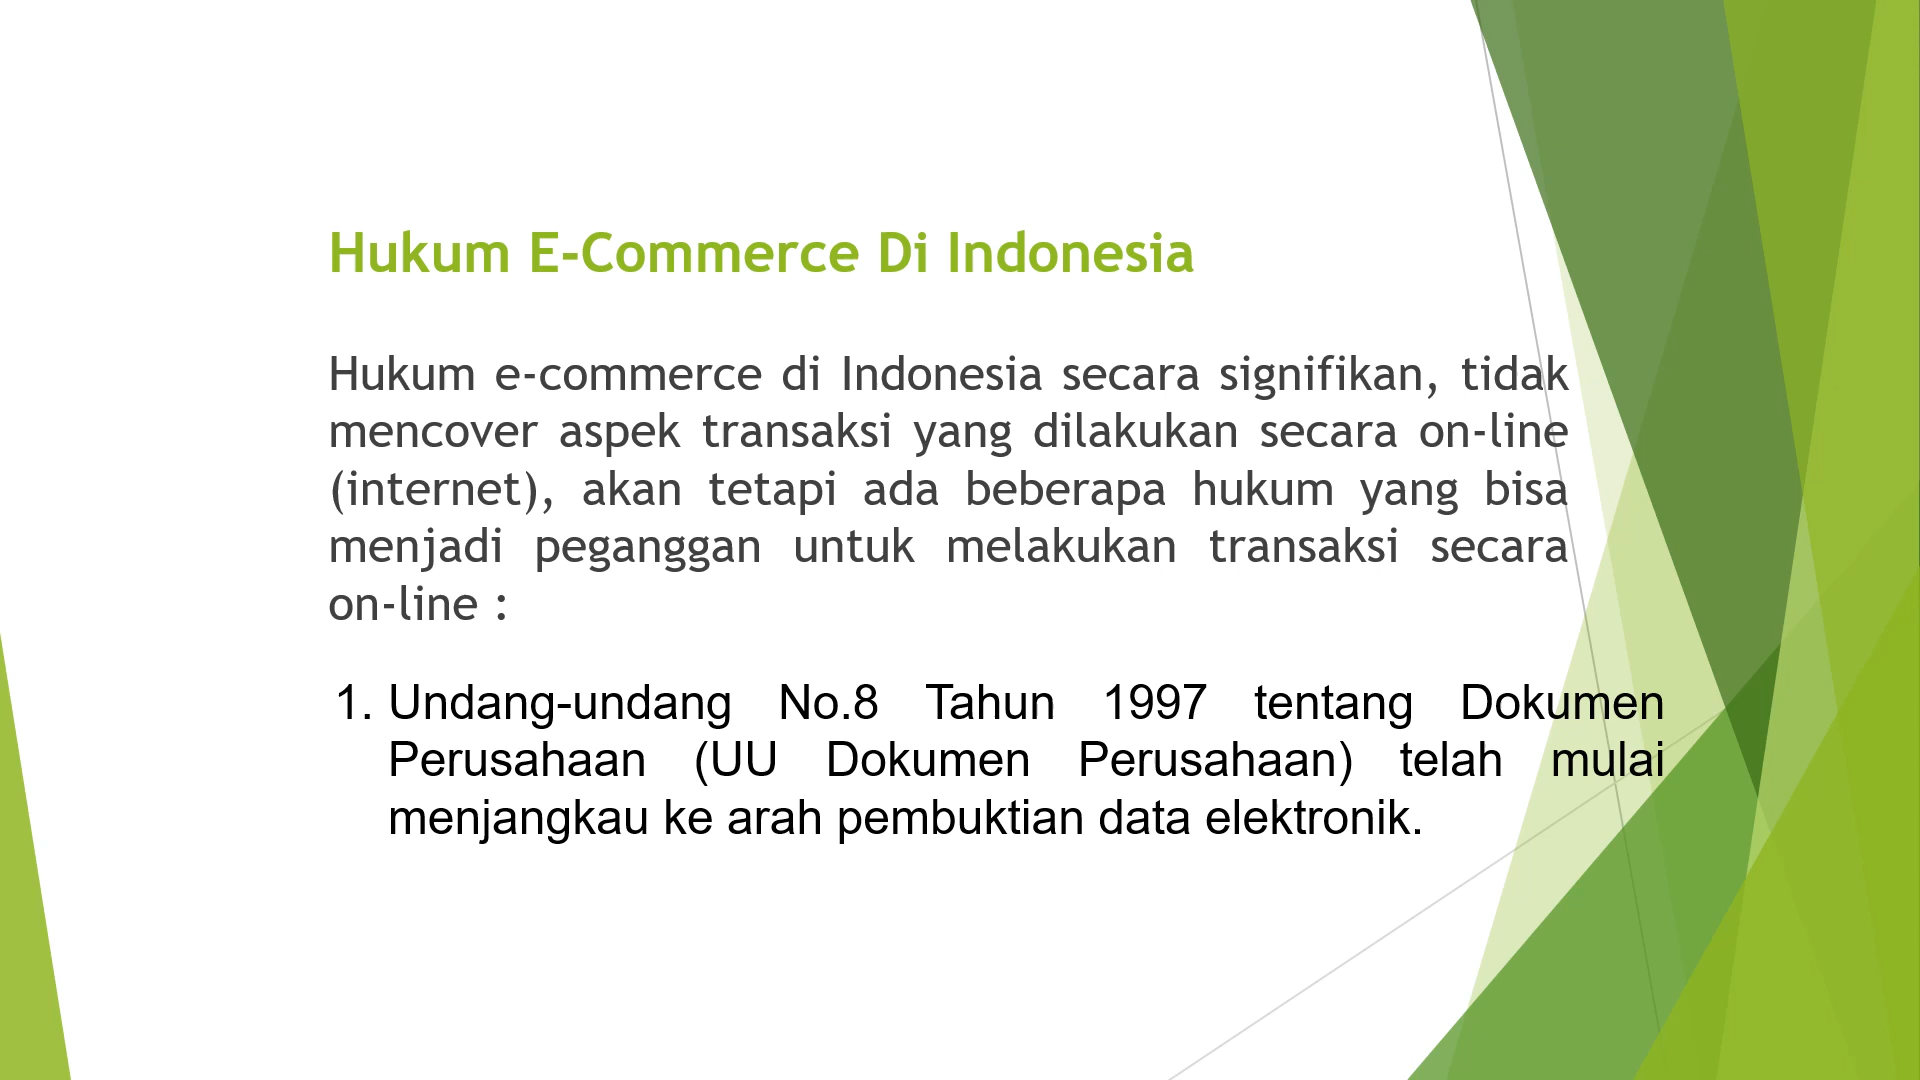 Hukum E-Commerce Di Indonesia
Hukum e-commerce di Indonesia secara signifikan, tidak
mencover aspek transaksi yang dilakukan secara on-line
(internet), akan tetapi ada beberapa hukum yang bisa
menjadi peganggan untuk melakukan transaksi secara
on-line :
1. Undang-undang No.8 Tahun 1997 tentang Dokumen
Perusahaan (UU Dokumen Perusahaan) telah mulai
menjangkau ke arah pembuktian data elektronik.